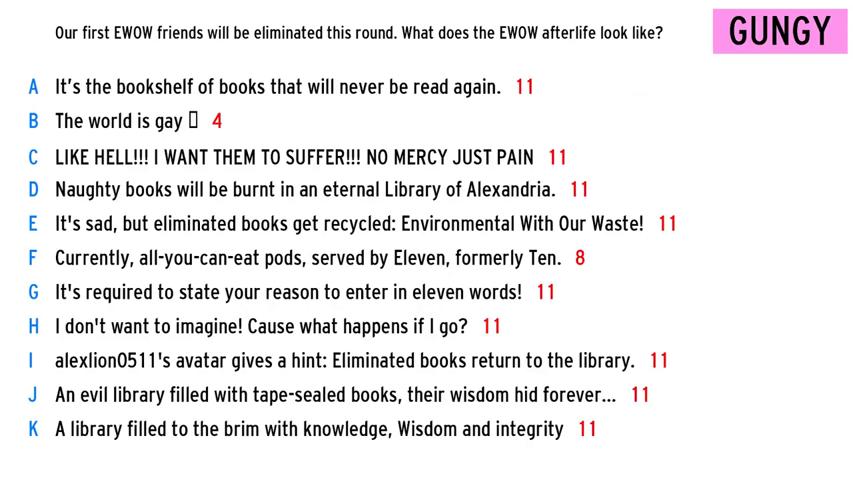 Our first EWOW friends will be eliminated this round. What does the EWOW afterlife look like?
GUNGY
A It's the bookshelf of books that will never be read again. 11
B The world is gay ▯ 4
C LIKE HELL!!! I WANT THEM TO SUFFER!!! NO MERCY JUST PAIN 11
D Naughty books will be burnt in an eternal Library of Alexandria. 11
E It's sad, but eliminated books get recycled: Environmental With Our Waste! 11
F Currently, all-you-can-eat pods, served by Eleven, formerly Ten. 8
G It's required to state your reason to enter in eleven words! 11
H I don't want to imagine! Cause what happens if I go? 11
I alexlion0511's avatar gives a hint: Eliminated books return to the library. 11
J An evil library filled with tape-sealed books, their wisdom hid forever... 11
K A library filled to the brim with knowledge, Wisdom and integrity 11